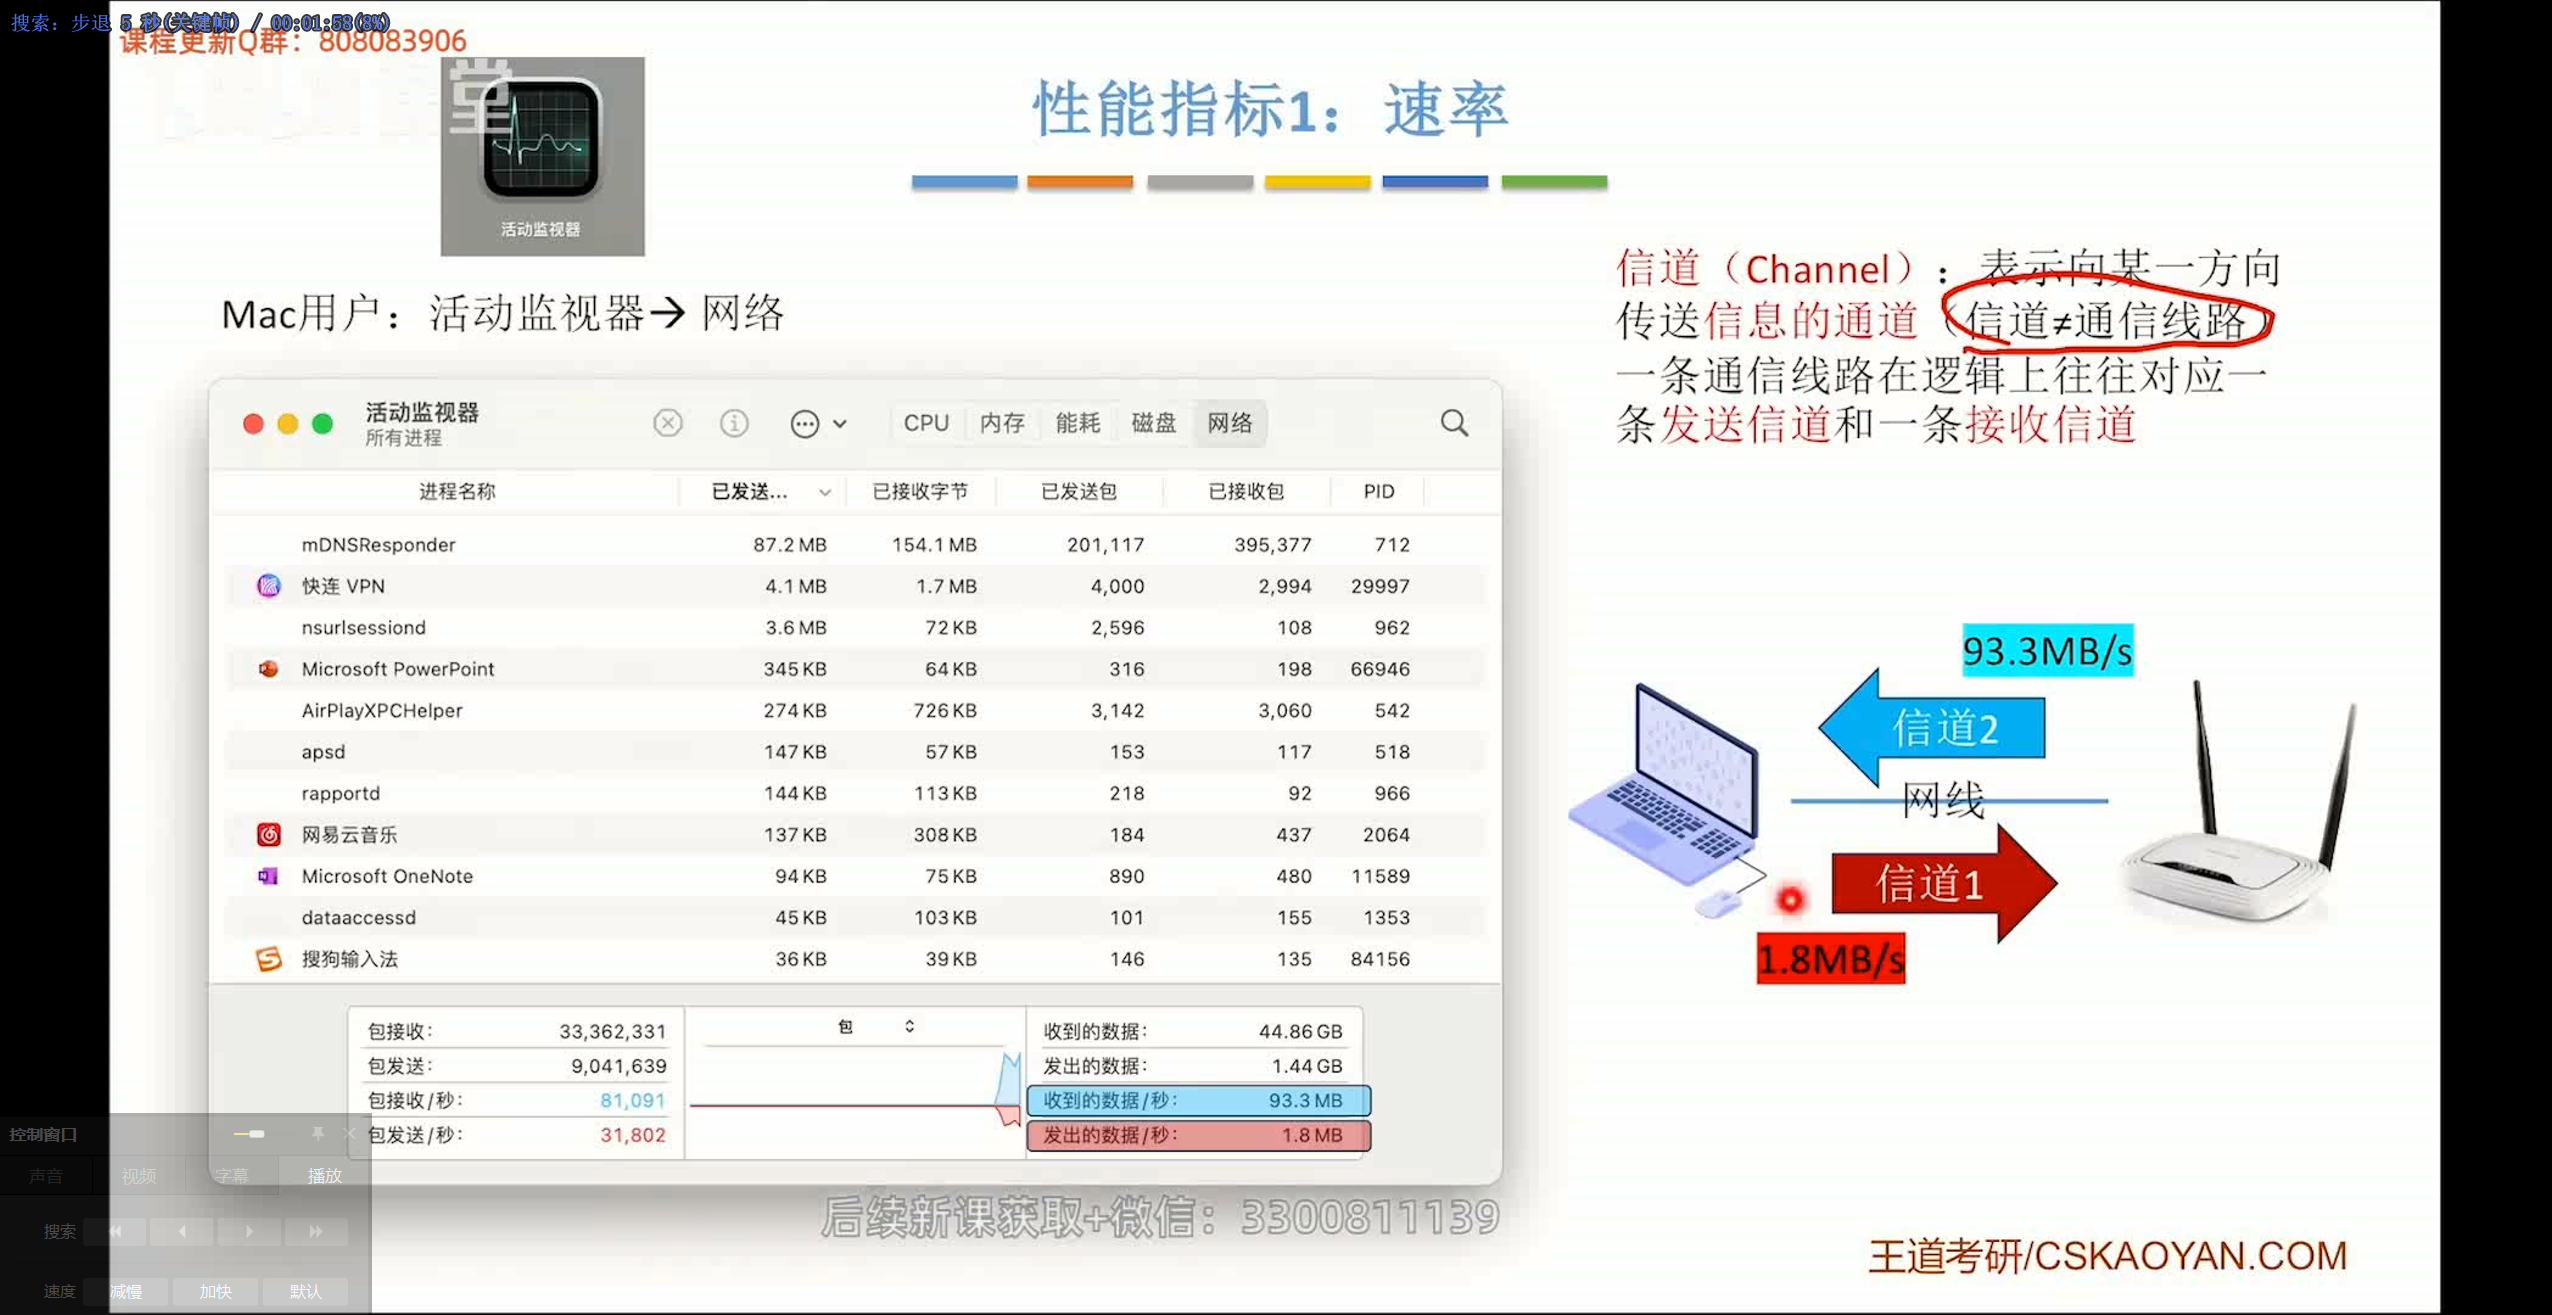 搜索: 步退 5 秒(关键帧) / 00:01:58(8%)
课程更新Q群：808083906
堂
活动监视器
性能指标1：速率
Mac用户：活动监视器→ 网络
信道（Channel）：表示向某一方向
传送信息的通道（信道≠通信线路）
一条通信线路在逻辑上往往对应一
条发送信道和一条接收信道
活动监视器
所有进程
CPU 内存 能耗 磁盘 网络
进程名称 已发送... 已接收字节 已发送包 已接收包 PID
mDNSResponder 87.2 MB 154.1 MB 201,117 395,377 712
快连 VPN 4.1 MB 1.7 MB 4,000 2,994 29997
nsurlsessiond 3.6 MB 72 KB 2,596 108 962
Microsoft PowerPoint 345 KB 64 KB 316 198 66946
AirPlayXPCHelper 274 KB 726 KB 3,142 3,060 542
apsd 147 KB 57 KB 153 117 518
rapportd 144 KB 113 KB 218 92 966
网易云音乐 137 KB 308 KB 184 437 2064
Microsoft OneNote 94 KB 75 KB 890 480 11589
dataaccessd 45 KB 103 KB 101 155 1353
搜狗输入法 36 KB 39 KB 146 135 84156
包接收: 33,362,331
包发送: 9,041,639
包接收/秒: 81,091
包发送/秒: 31,802
包
收到的数据: 44.86 GB
发出的数据: 1.44 GB
收到的数据/秒: 93.3 MB
发出的数据/秒: 1.8 MB
93.3MB/s
信道2
网线
信道1
1.8MB/s
控制窗口
声音 视频 字幕 播放
搜索
速度 减慢 加快 默认
后续新课获取+微信：3300811139
王道考研/CSKAOYAN.COM